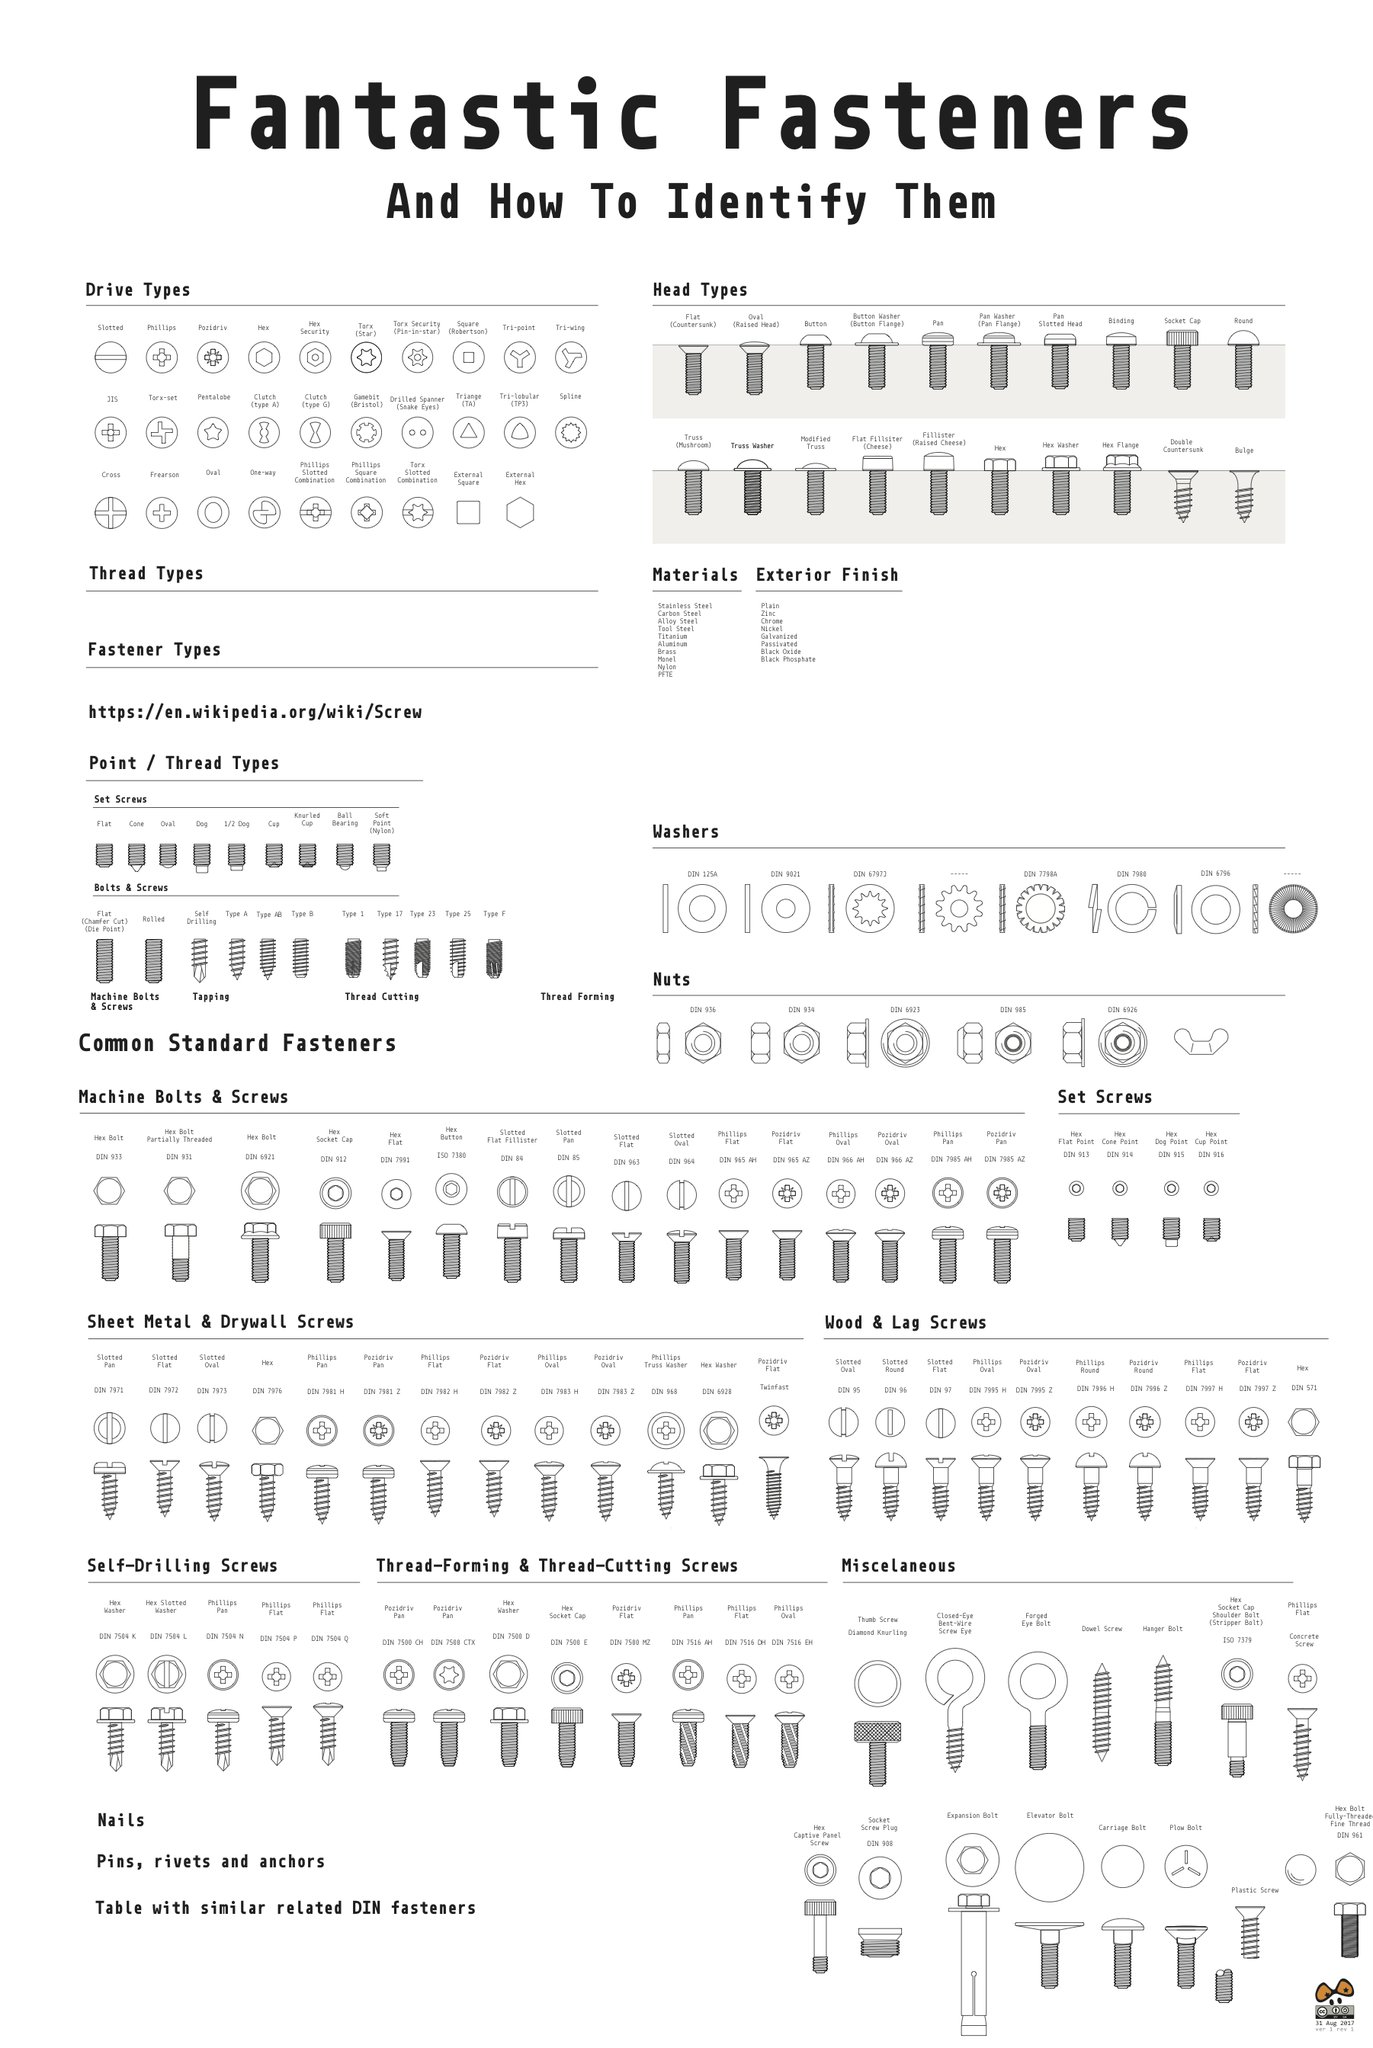 Fantastic Fasteners
And How To Identify Them
Drive Types
Slotted
Phillips
Pozidriv
Hex
Hex
Security
Torx
(Star)
Torx Security
(Pin-in-star)
Square
(Robertson)
Tri-point
Tri-wing
JIS
Torx-set
Pentalobe
Clutch
(type A)
Clutch
(type G)
Gamebit
(Bristol)
Drilled Spanner
(Snake Eyes)
Triange
(TA)
Tri-lobular
(TP3)
Spline
Cross
Frearson
Oval
One-way
Phillips
Slotted
Combination
Phillips
Square
Combination
Torx
Slotted
Combination
External
Square
External
Hex
Head Types
Flat
(Countersunk)
Oval
(Raised Head)
Button
Button Washer
(Button Flange)
Pan
Pan Washer
(Pan Flange)
Pan
Slotted Head
Binding
Socket Cap
Round
Truss
(Mushroom)
Truss Washer
Modified
Truss
Flat Fillsiter
(Cheese)
Fillister
(Raised Cheese)
Hex
Hex Washer
Hex Flange
Double
Countersunk
Bulge
Thread Types
Fastener Types
https://en.wikipedia.org/wiki/Screw
Materials
Stainless Steel
Carbon Steel
Alloy Steel
Tool Steel
Titanium
Aluminum
Brass
Monel
Nylon
PFTE
Exterior Finish
Plain
Zinc
Chrome
Nickel
Galvanized
Passivated
Black Oxide
Black Phosphate
Point / Thread Types
Set Screws
Flat
Cone
Oval
Dog
1/2 Dog
Cup
Knurled
Cup
Ball
Bearing
Soft
Point
(Nylon)
Bolts & Screws
Flat
(Chamfer Cut)
(Die Point)
Rolled
Self
Drilling
Type A
Type AB
Type B
Type 1
Type 17
Type 23
Type 25
Type F
Machine Bolts
& Screws
Tapping
Thread Cutting
Thread Forming
Washers
DIN 125A
DIN 9021
DIN 6797J
-----
DIN 7798A
DIN 7980
DIN 6796
-----
Nuts
DIN 936
DIN 934
DIN 6923
DIN 985
DIN 6926
Common Standard Fasteners
Machine Bolts & Screws
Hex Bolt
DIN 933
Hex Bolt
Partially Threaded
DIN 931
Hex Bolt
DIN 6921
Hex
Socket Cap
DIN 912
Hex
Flat
DIN 7991
Hex
Button
ISO 7380
Slotted
Flat Fillister
DIN 84
Slotted
Pan
DIN 85
Slotted
Flat
DIN 963
Slotted
Oval
DIN 964
Phillips
Flat
DIN 965 AH
Pozidriv
Flat
DIN 965 AZ
Phillips
Oval
DIN 966 AH
Pozidriv
Oval
DIN 966 AZ
Phillips
Pan
DIN 7985 AH
Pozidriv
Pan
DIN 7985 AZ
Set Screws
Hex
Flat Point
DIN 913
Hex
Cone Point
DIN 914
Hex
Dog Point
DIN 915
Hex
Cup Point
DIN 916
Sheet Metal & Drywall Screws
Slotted
Pan
DIN 7971
Slotted
Flat
DIN 7972
Slotted
Oval
DIN 7973
Hex
DIN 7976
Phillips
Pan
DIN 7981 H
Pozidriv
Pan
DIN 7981 Z
Phillips
Flat
DIN 7982 H
Pozidriv
Flat
DIN 7982 Z
Phillips
Oval
DIN 7983 H
Pozidriv
Oval
DIN 7983 Z
Phillips
Truss Washer
DIN 968
Hex Washer
DIN 6928
Pozidriv
Flat
Twinfast
Wood & Lag Screws
Slotted
Oval
DIN 95
Slotted
Round
DIN 96
Slotted
Flat
DIN 97
Phillips
Oval
DIN 7995 H
Pozidriv
Oval
DIN 7995 Z
Phillips
Round
DIN 7996 H
Pozidriv
Round
DIN 7996 Z
Phillips
Flat
DIN 7997 H
Pozidriv
Flat
DIN 7997 Z
Hex
DIN 571
Self-Drilling Screws
Hex
Washer
DIN 7504 K
Hex Slotted
Washer
DIN 7504 L
Phillips
Pan
DIN 7504 N
Phillips
Flat
DIN 7504 P
Phillips
Flat
DIN 7504 Q
Thread-Forming & Thread-Cutting Screws
Pozidriv
Pan
DIN 7500 CH
Pozidriv
Pan
DIN 7500 CTX
Hex
Washer
DIN 7500 D
Hex
Socket Cap
DIN 7500 E
Pozidriv
Flat
DIN 7500 MZ
Phillips
Pan
DIN 7516 AH
Phillips
Flat
DIN 7516 DH
Phillips
Oval
DIN 7516 EH
Miscelaneous
Thumb Screw
Diamond Knurling
Closed-Eye
Bent-Wire
Screw Eye
Forged
Eye Bolt
Dowel Screw
Hanger Bolt
Hex
Socket Cap
Shoulder Bolt
(Stripper Bolt)
ISO 7379
Phillips
Flat
Concrete
Screw
Nails
Pins, rivets and anchors
Table with similar related DIN fasteners
Hex
Captive Panel
Screw
Socket
Screw Plug
DIN 908
Expansion Bolt
Elevator Bolt
Carriage Bolt
Plow Bolt
Plastic Screw
Hex Bolt
Fully-Threade
Fine Thread
DIN 961
31 Aug 2017
ver 1 rev 1